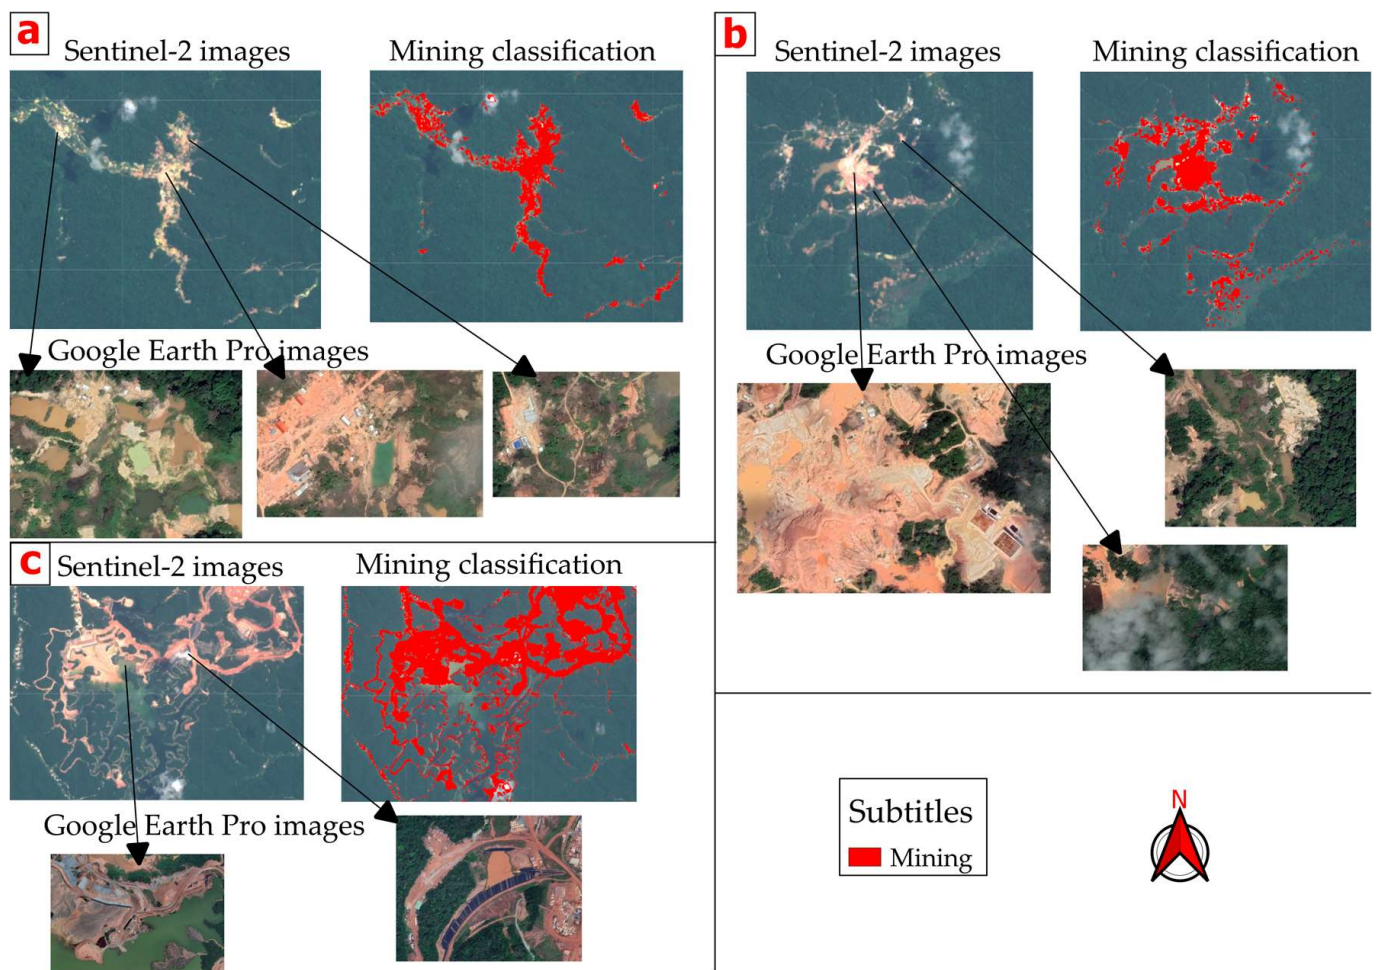 a
Sentinel-2 images
Mining classification
Google Earth Pro images
b
Sentinel-2 images
Mining classification
Google Earth Pro images
c
Sentinel-2 images
Mining classification
Google Earth Pro images
Subtitles
Mining
N